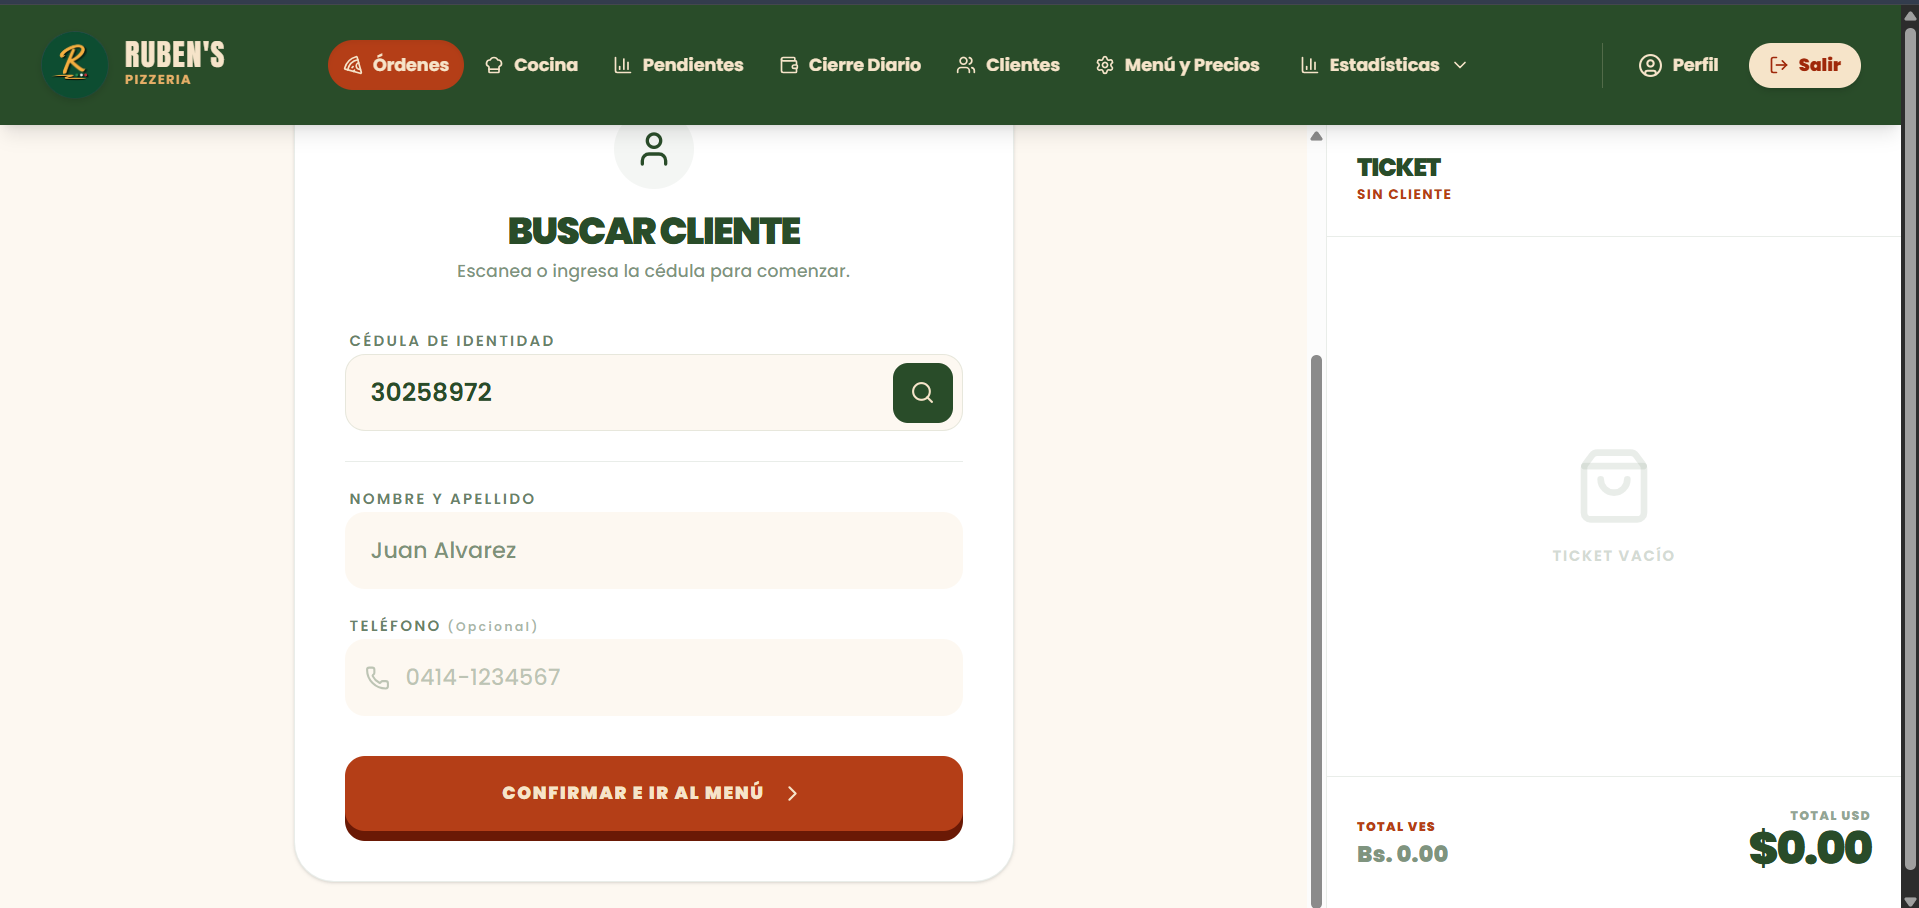 R
RUBEN'S
PIZZERIA
Órdenes
Cocina
Pendientes
Cierre Diario
Clientes
Menú y Precios
Estadísticas
Perfil
Salir
BUSCAR CLIENTE
Escanea o ingresa la cédula para comenzar.
CÉDULA DE IDENTIDAD
30258972
NOMBRE Y APELLIDO
Juan Alvarez
TELÉFONO (Opcional)
0414-1234567
CONFIRMAR E IR AL MENÚ
TICKET
SIN CLIENTE
TICKET VACÍO
TOTAL VES
Bs. 0.00
TOTAL USD
$0.00